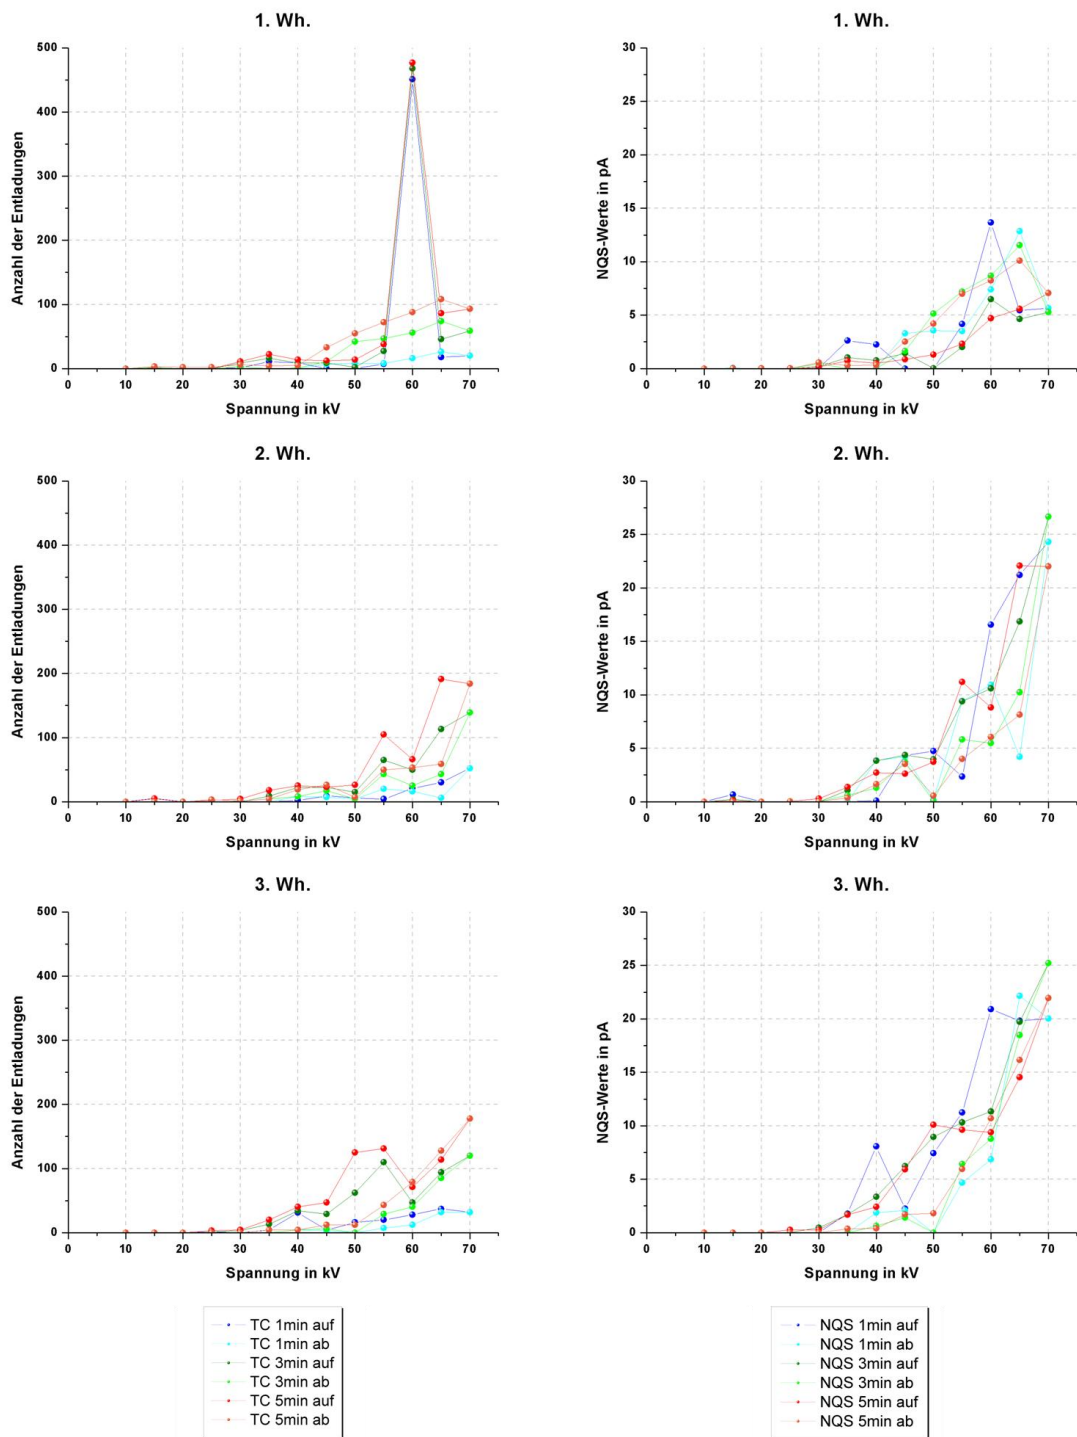 1. Wh.
500
400
300
200
100
0
Anzahl der Entladungen
0 10 20 30 40 50 60 70
Spannung in kV
1. Wh.
30
25
20
15
10
5
0
NQS-Werte in pA
0 10 20 30 40 50 60 70
Spannung in kV
2. Wh.
500
400
300
200
100
0
Anzahl der Entladungen
0 10 20 30 40 50 60 70
Spannung in kV
2. Wh.
30
25
20
15
10
5
0
NQS-Werte in pA
0 10 20 30 40 50 60 70
Spannung in kV
3. Wh.
500
400
300
200
100
0
Anzahl der Entladungen
0 10 20 30 40 50 60 70
Spannung in kV
3. Wh.
30
25
20
15
10
5
0
NQS-Werte in pA
0 10 20 30 40 50 60 70
Spannung in kV
TC 1min auf
TC 1min ab
TC 3min auf
TC 3min ab
TC 5min auf
TC 5min ab
NQS 1min auf
NQS 1min ab
NQS 3min auf
NQS 3min ab
NQS 5min auf
NQS 5min ab